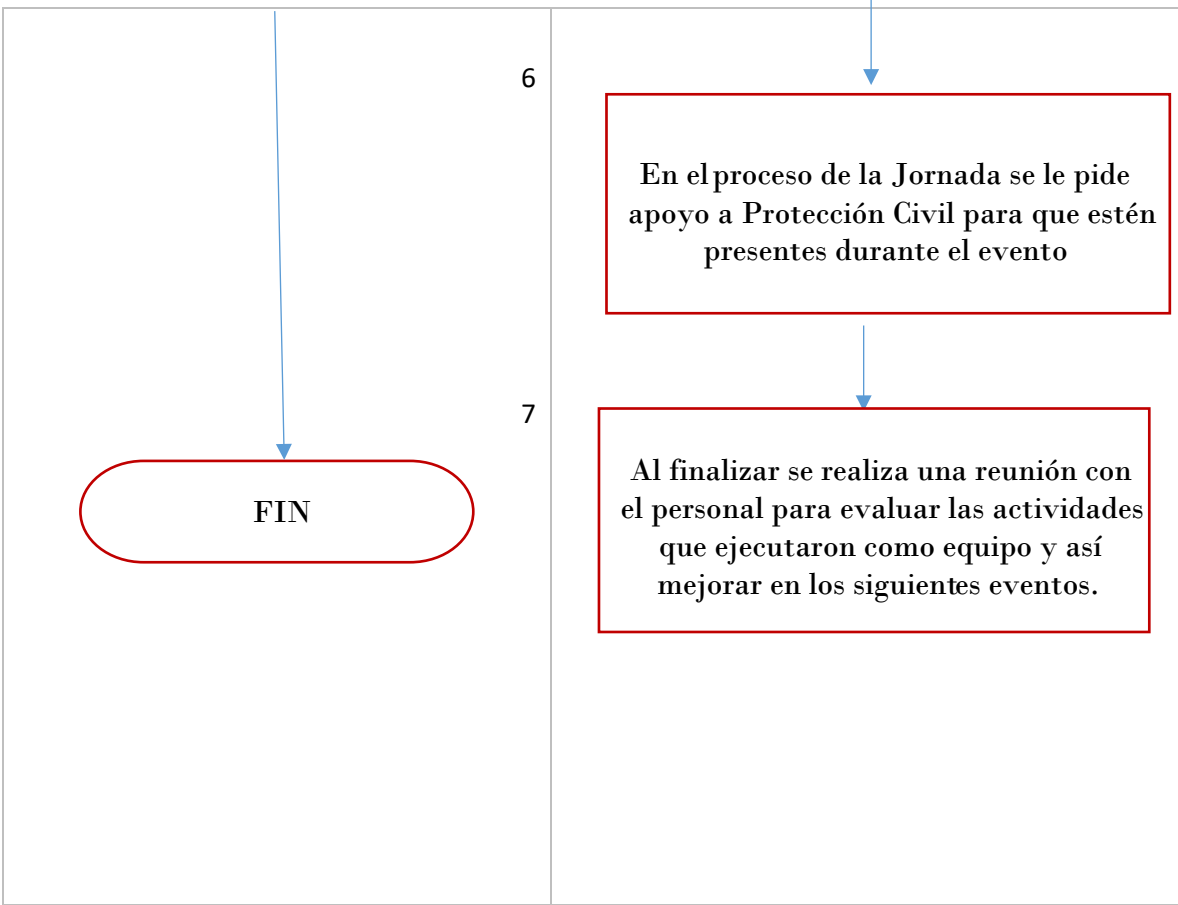 6
En el proceso de la Jornada se le pide
apoyo a Protección Civil para que estén
presentes durante el evento
7
FIN
Al finalizar se realiza una reunión con
el personal para evaluar las actividades
que ejecutaron como equipo y así
mejorar en los siguientes eventos.